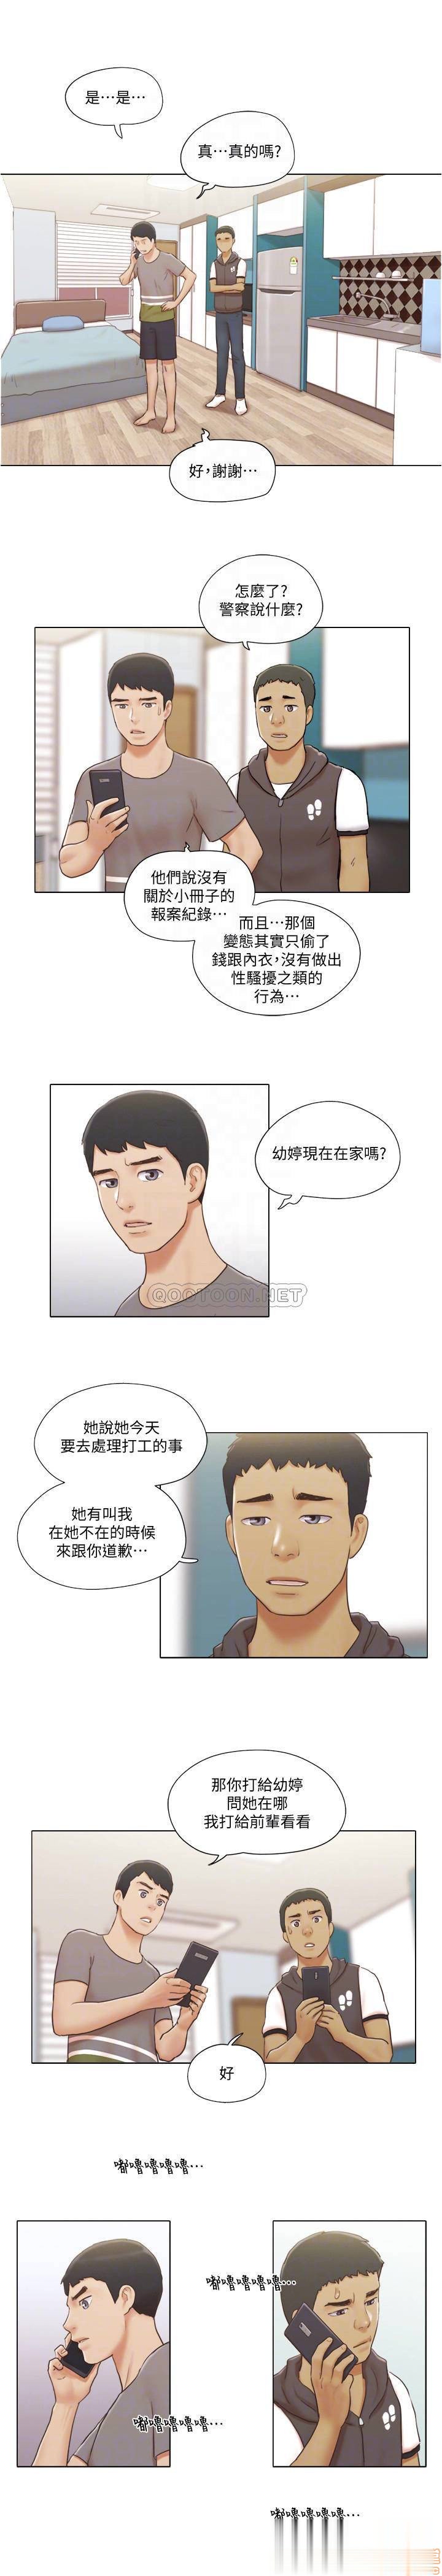 是…是…
真…真的嗎?
好，謝謝…
怎麼了?
警察說什麼?
他們說沒有
關於小冊子的
報案紀錄…
而且…那個
變態其實只偷了
錢跟內衣，沒有做出
性騷擾之類的
行為…
幼婷現在在家嗎?
QOOTOON.NET
她說她今天
要去處理打工的事
她有叫我
在她不在的時候
來跟你道歉…
那你打給幼婷
問她在哪
我打給前輩看看
好
嘟嚕嚕嚕嚕…
嘟嚕嚕嚕嚕…
嘟嚕嚕嚕嚕…
嘟嚕嚕嚕嚕…